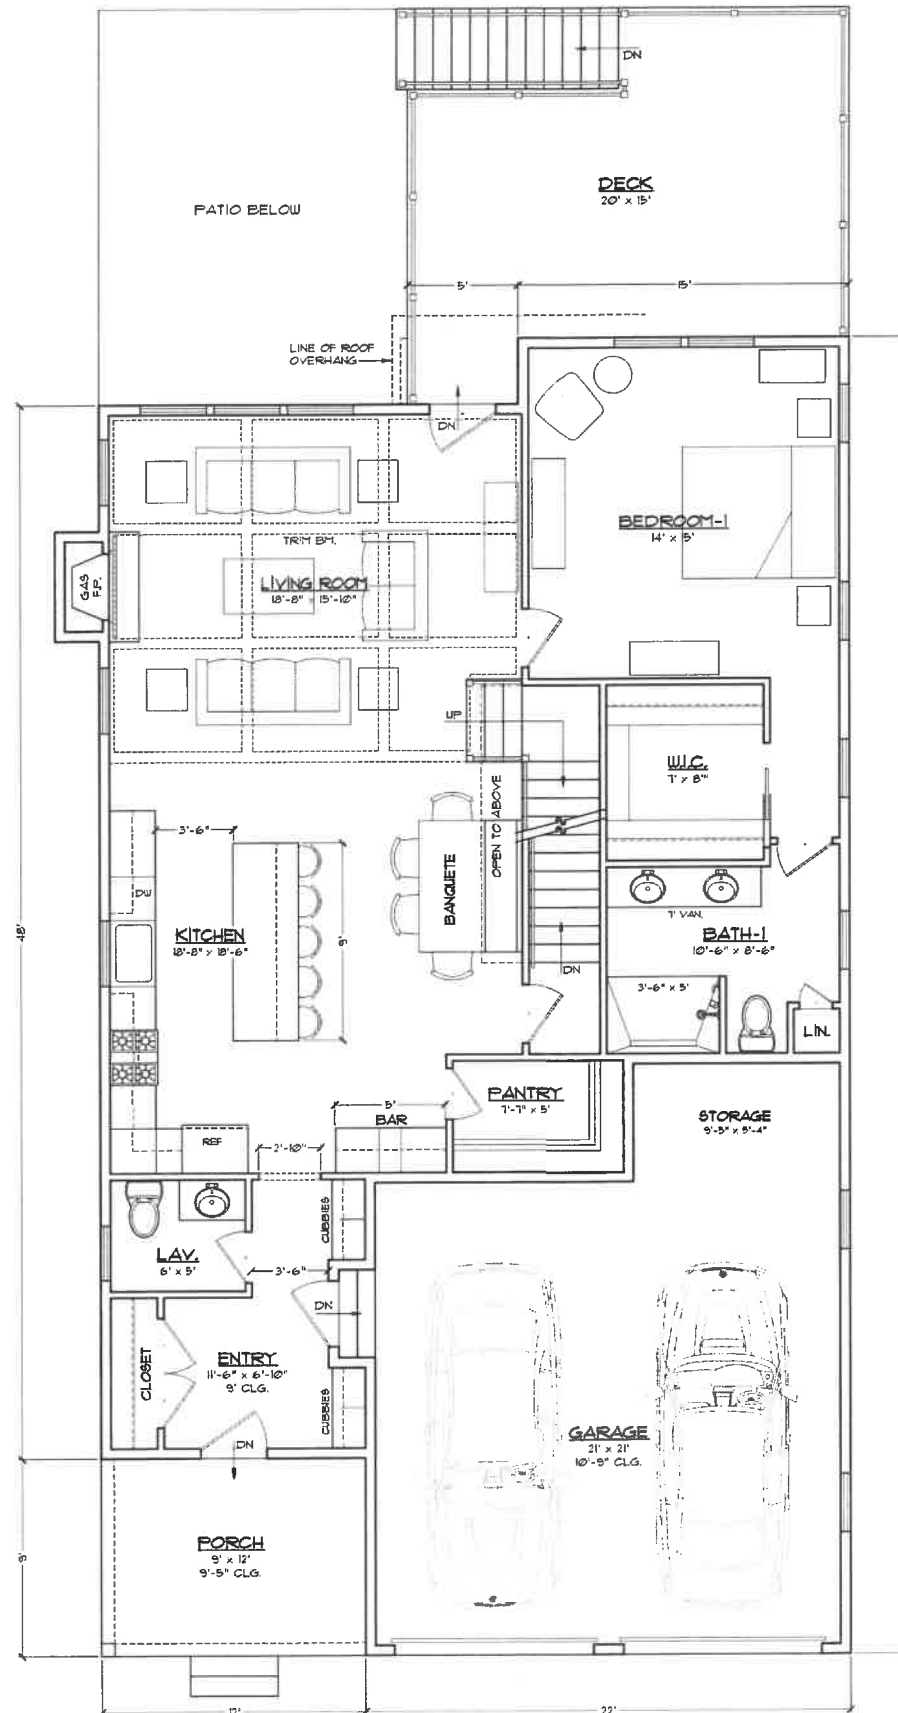 DN
DECK
20' x 15'
PATIO BELOW
5'
15'
LINE OF ROOF
OVERHANG
DN
BEDROOM-1
14' x 15'
TRIM BM.
LIVING ROOM
18'-8" x 15'-10"
GAS
F.P.
UP
W.I.C.
7' x 8'
OPEN TO ABOVE
3'-6"
DW
BANQUETE
KITCHEN
18'-8" x 18'-6"
9'
48'
7' VAN.
BATH-1
10'-6" x 8'-6"
DN
3'-6" x 5'
LIN.
PANTRY
7'-7" x 5'
5'
BAR
STORAGE
9'-5" x 5'-4"
REF
2'-10"
CUBBIES
LAV.
6' x 5'
3'-6"
DN
CLOSET
ENTRY
11'-6" x 6'-10"
9' CLG.
CUBBIES
DN
GARAGE
21' x 21'
10'-9" CLG.
PORCH
9' x 12'
9'-5" CLG.
9'
12'
22'